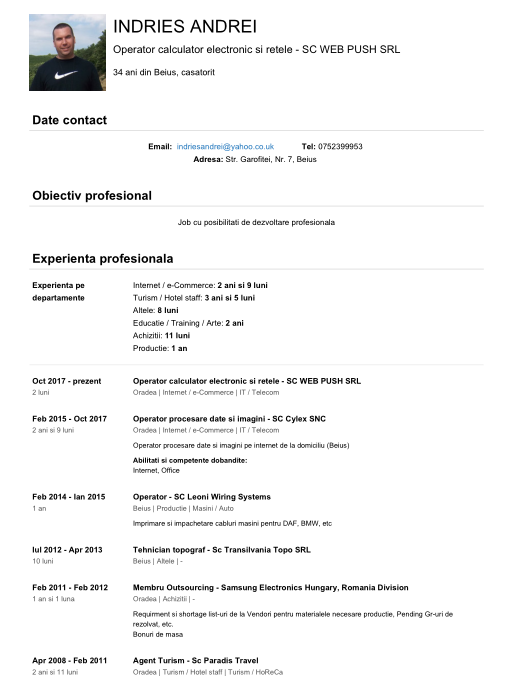 INDRIES ANDREI
Operator calculator electronic si retele - SC WEB PUSH SRL
34 ani din Beius, casatorit
Date contact
Email: indriesandrei@yahoo.co.uk Tel: 0752399953
Adresa: Str. Garofitei, Nr. 7, Beius
Obiectiv profesional
Job cu posibilitati de dezvoltare profesionala
Experienta profesionala
Experienta pe departamente
Internet / e-Commerce: 2 ani si 9 luni
Turism / Hotel staff: 3 ani si 5 luni
Altele: 8 luni
Educatie / Training / Arte: 2 ani
Achizitii: 11 luni
Productie: 1 an
Oct 2017 - prezent Operator calculator electronic si retele - SC WEB PUSH SRL
2 luni Oradea | Internet / e-Commerce | IT / Telecom
Feb 2015 - Oct 2017 Operator procesare date si imagini - SC Cylex SNC
2 ani si 9 luni Oradea | Internet / e-Commerce | IT / Telecom
Operator procesare date si imagini pe internet de la domiciliu (Beius)
Abilitati si competente dobandite:
Internet, Office
Feb 2014 - Ian 2015 Operator - SC Leoni Wiring Systems
1 an Beius | Productie | Masini / Auto
Imprimare si impachetare cabluri masini pentru DAF, BMW, etc
Iul 2012 - Apr 2013 Tehnician topograf - Sc Transilvania Topo SRL
10 luni Beius | Altele | -
Feb 2011 - Feb 2012 Membru Outsourcing - Samsung Electronics Hungary, Romania Division
1 an si 1 luna Oradea | Achizitii | -
Requirment si shortage list-uri de la Vendori pentru materialele necesare productie, Pending Gr-uri de
rezolvat, etc.
Bonuri de masa
Apr 2008 - Feb 2011 Agent Turism - Sc Paradis Travel
2 ani si 11 luni Oradea | Turism / Hotel staff | Turism / HoReCa